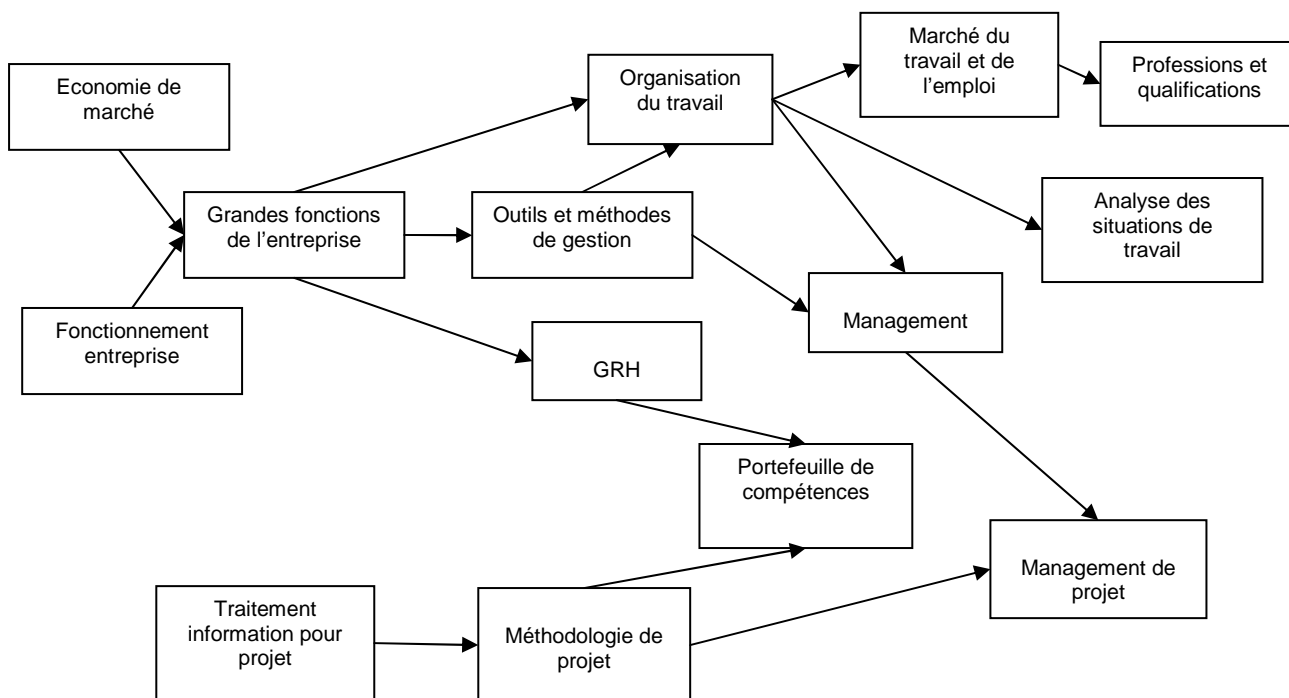 Economie de
marché
Fonctionnement
entreprise
Grandes fonctions
de l'entreprise
Outils et méthodes
de gestion
Organisation
du travail
Marché du
travail et de
l'emploi
Professions et
qualifications
Analyse des
situations de
travail
Management
GRH
Portefeuille de
compétences
Management de
projet
Traitement
information pour
projet
Méthodologie de
projet